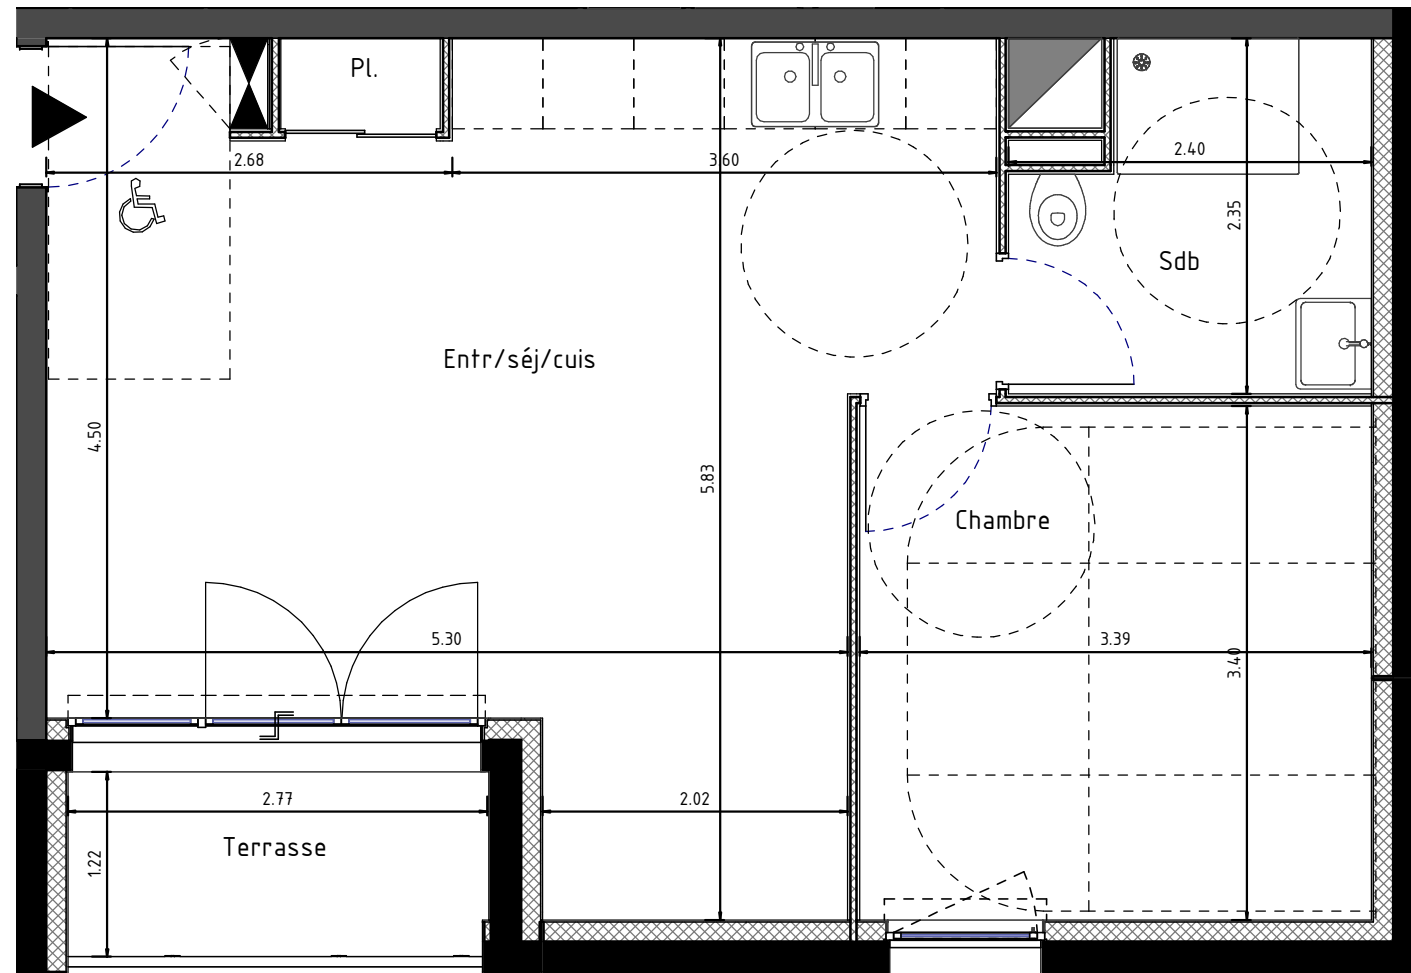 Pl.
2.68
3.60
2.40
2.35
Sdb
Entr/séj/cuis
4.50
5.83
Chambre
5.30
3.39
3.40
2.77
2.02
Terrasse
1.22